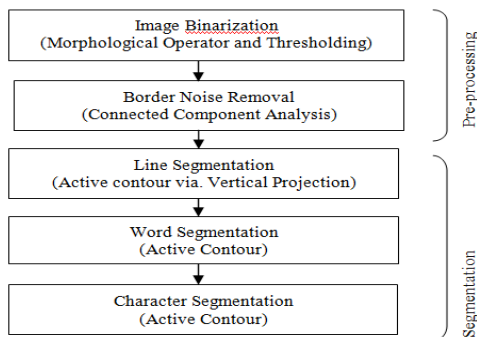 Image Binarization
(Morphological Operator and Thresholding)
Border Noise Removal
(Connected Component Analysis)
Pre-processing
Line Segmentation
(Active contour via. Vertical Projection)
Word Segmentation
(Active Contour)
Character Segmentation
(Active Contour)
Segmentation